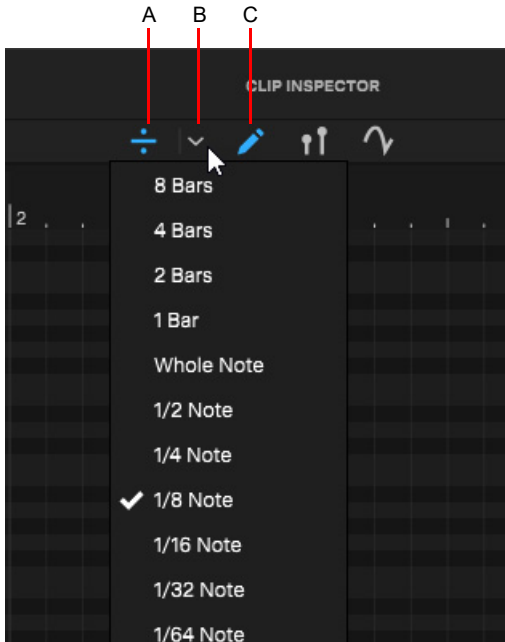 A B C
CLIP INSPECTOR
8 Bars
2
4 Bars
2 Bars
1 Bar
Whole Note
1/2 Note
1/4 Note
1/8 Note
1/16 Note
1/32 Note
1/64 Note